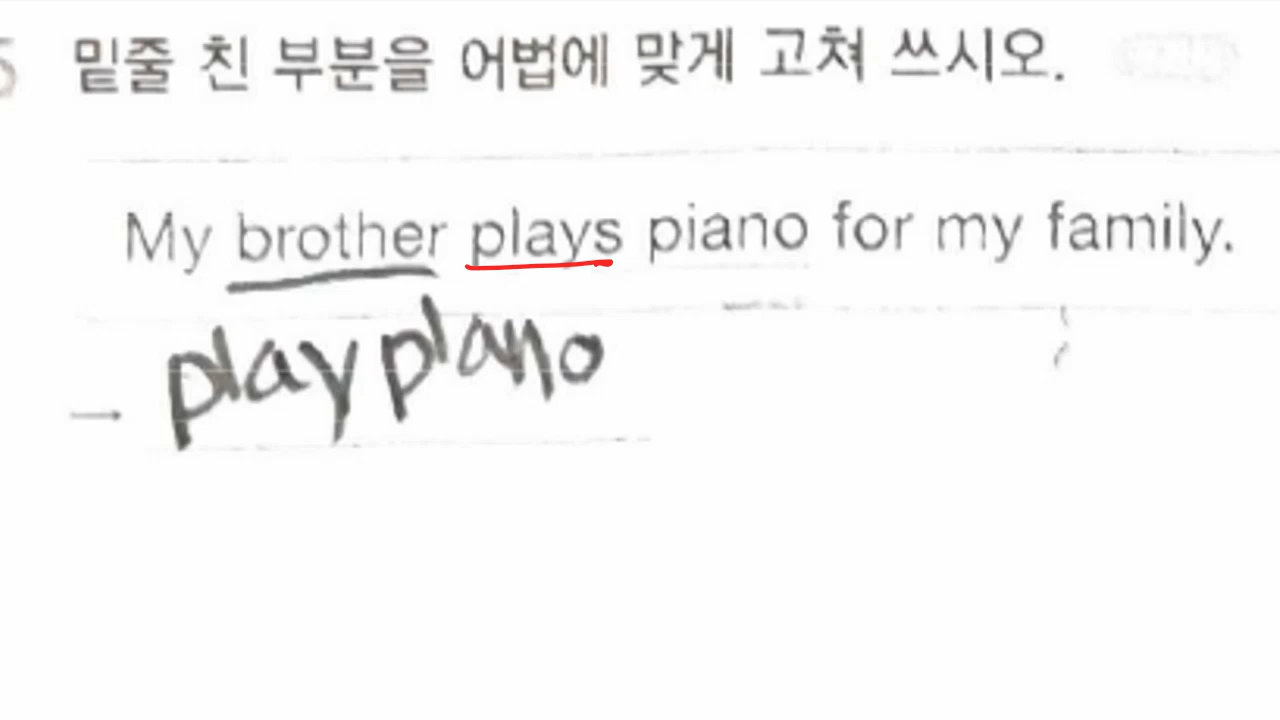 밑줄 친 부분을 어법에 맞게 고쳐 쓰시오.
My brother plays piano for my family.
→ play piano